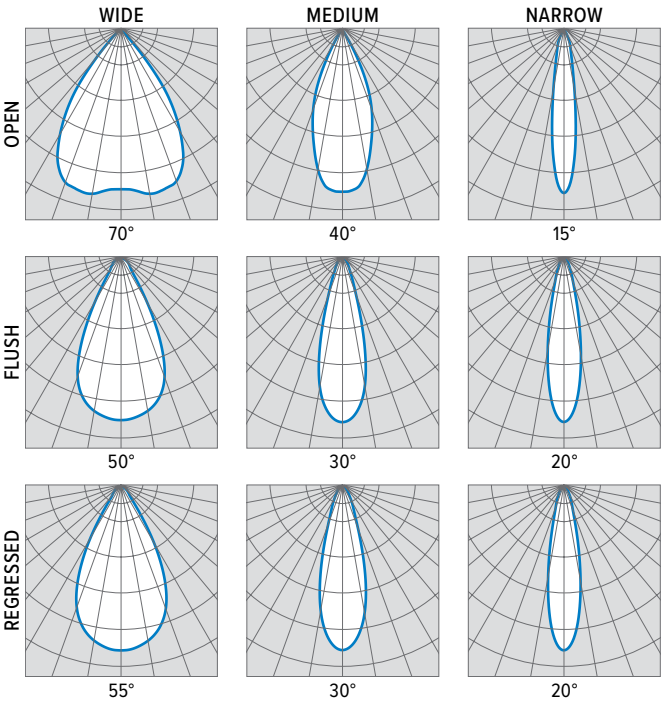 WIDE MEDIUM NARROW
OPEN
70° 40° 15°
FLUSH
50° 30° 20°
REGRESSED
55° 30° 20°